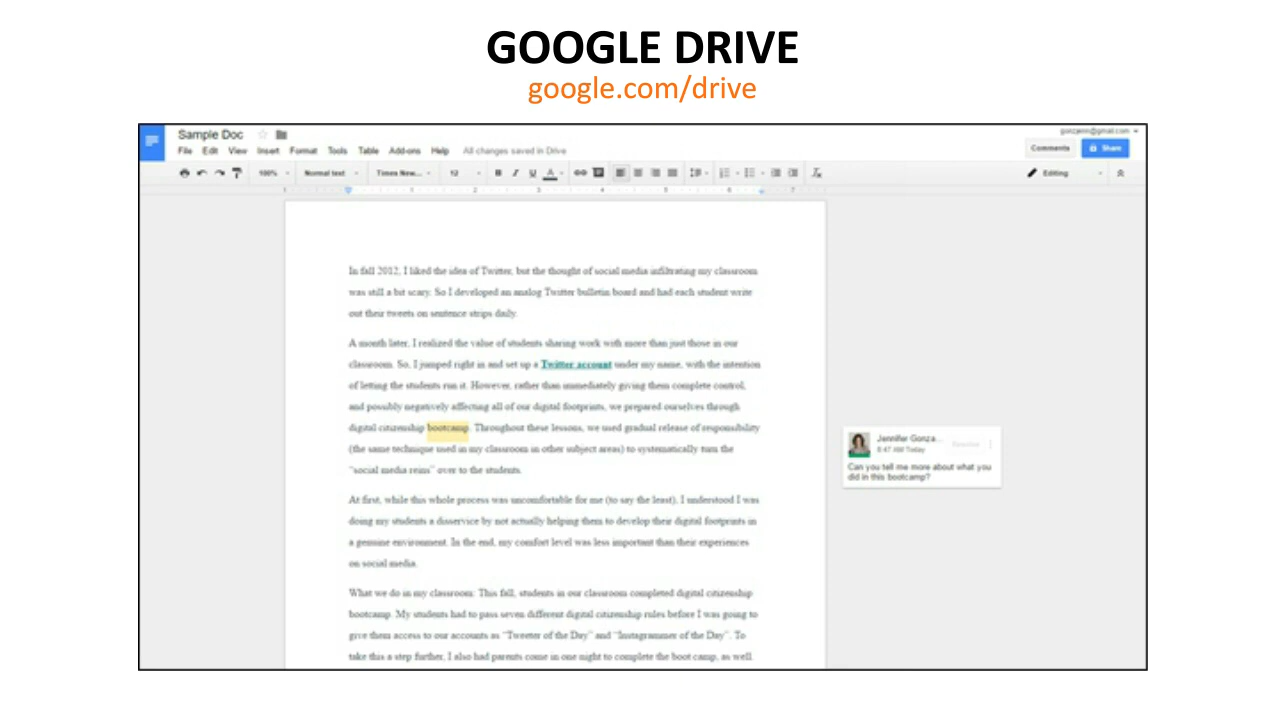 GOOGLE DRIVE
google.com/drive
Sample Doc
gonzjenn@gmail.com
File Edit View Insert Format Tools Table Add-ons Help All changes saved in Drive
Comments Share
100% Normal text Times New... 12 B I U A Editing
1 1 2 3 4 5 6 7
In fall 2012, I liked the idea of Twitter, but the thought of social media infiltrating my classroom
was still a bit scary. So I developed an analog Twitter bulletin board and had each student write
out their tweets on sentence strips daily.
A month later, I realized the value of students sharing work with more than just those in our
classroom. So, I jumped right in and set up a Twitter account under my name, with the intention
of letting the students run it. However, rather than immediately giving them complete control,
and possibly negatively affecting all of our digital footprints, we prepared ourselves through
digital citizenship bootcamp. Throughout these lessons, we used gradual release of responsibility
(the same technique used in my classroom in other subject areas) to systematically turn the
"social media reins" over to the students.
Jennifer Gonza...
8:47 AM Today
Resolve
Can you tell me more about what you
did in this bootcamp?
At first, while this whole process was uncomfortable for me (to say the least), I understood I was
doing my students a disservice by not actually helping them to develop their digital footprints in
a genuine environment. In the end, my comfort level was less important than their experiences
on social media.
What we do in my classroom: This fall, students in our classroom completed digital citizenship
bootcamp. My students had to pass seven different digital citizenship rules before I was going to
give them access to our accounts as "Tweeter of the Day" and "Instagrammer of the Day". To
take this a step further, I also had parents come in one night to complete the boot camp, as well.